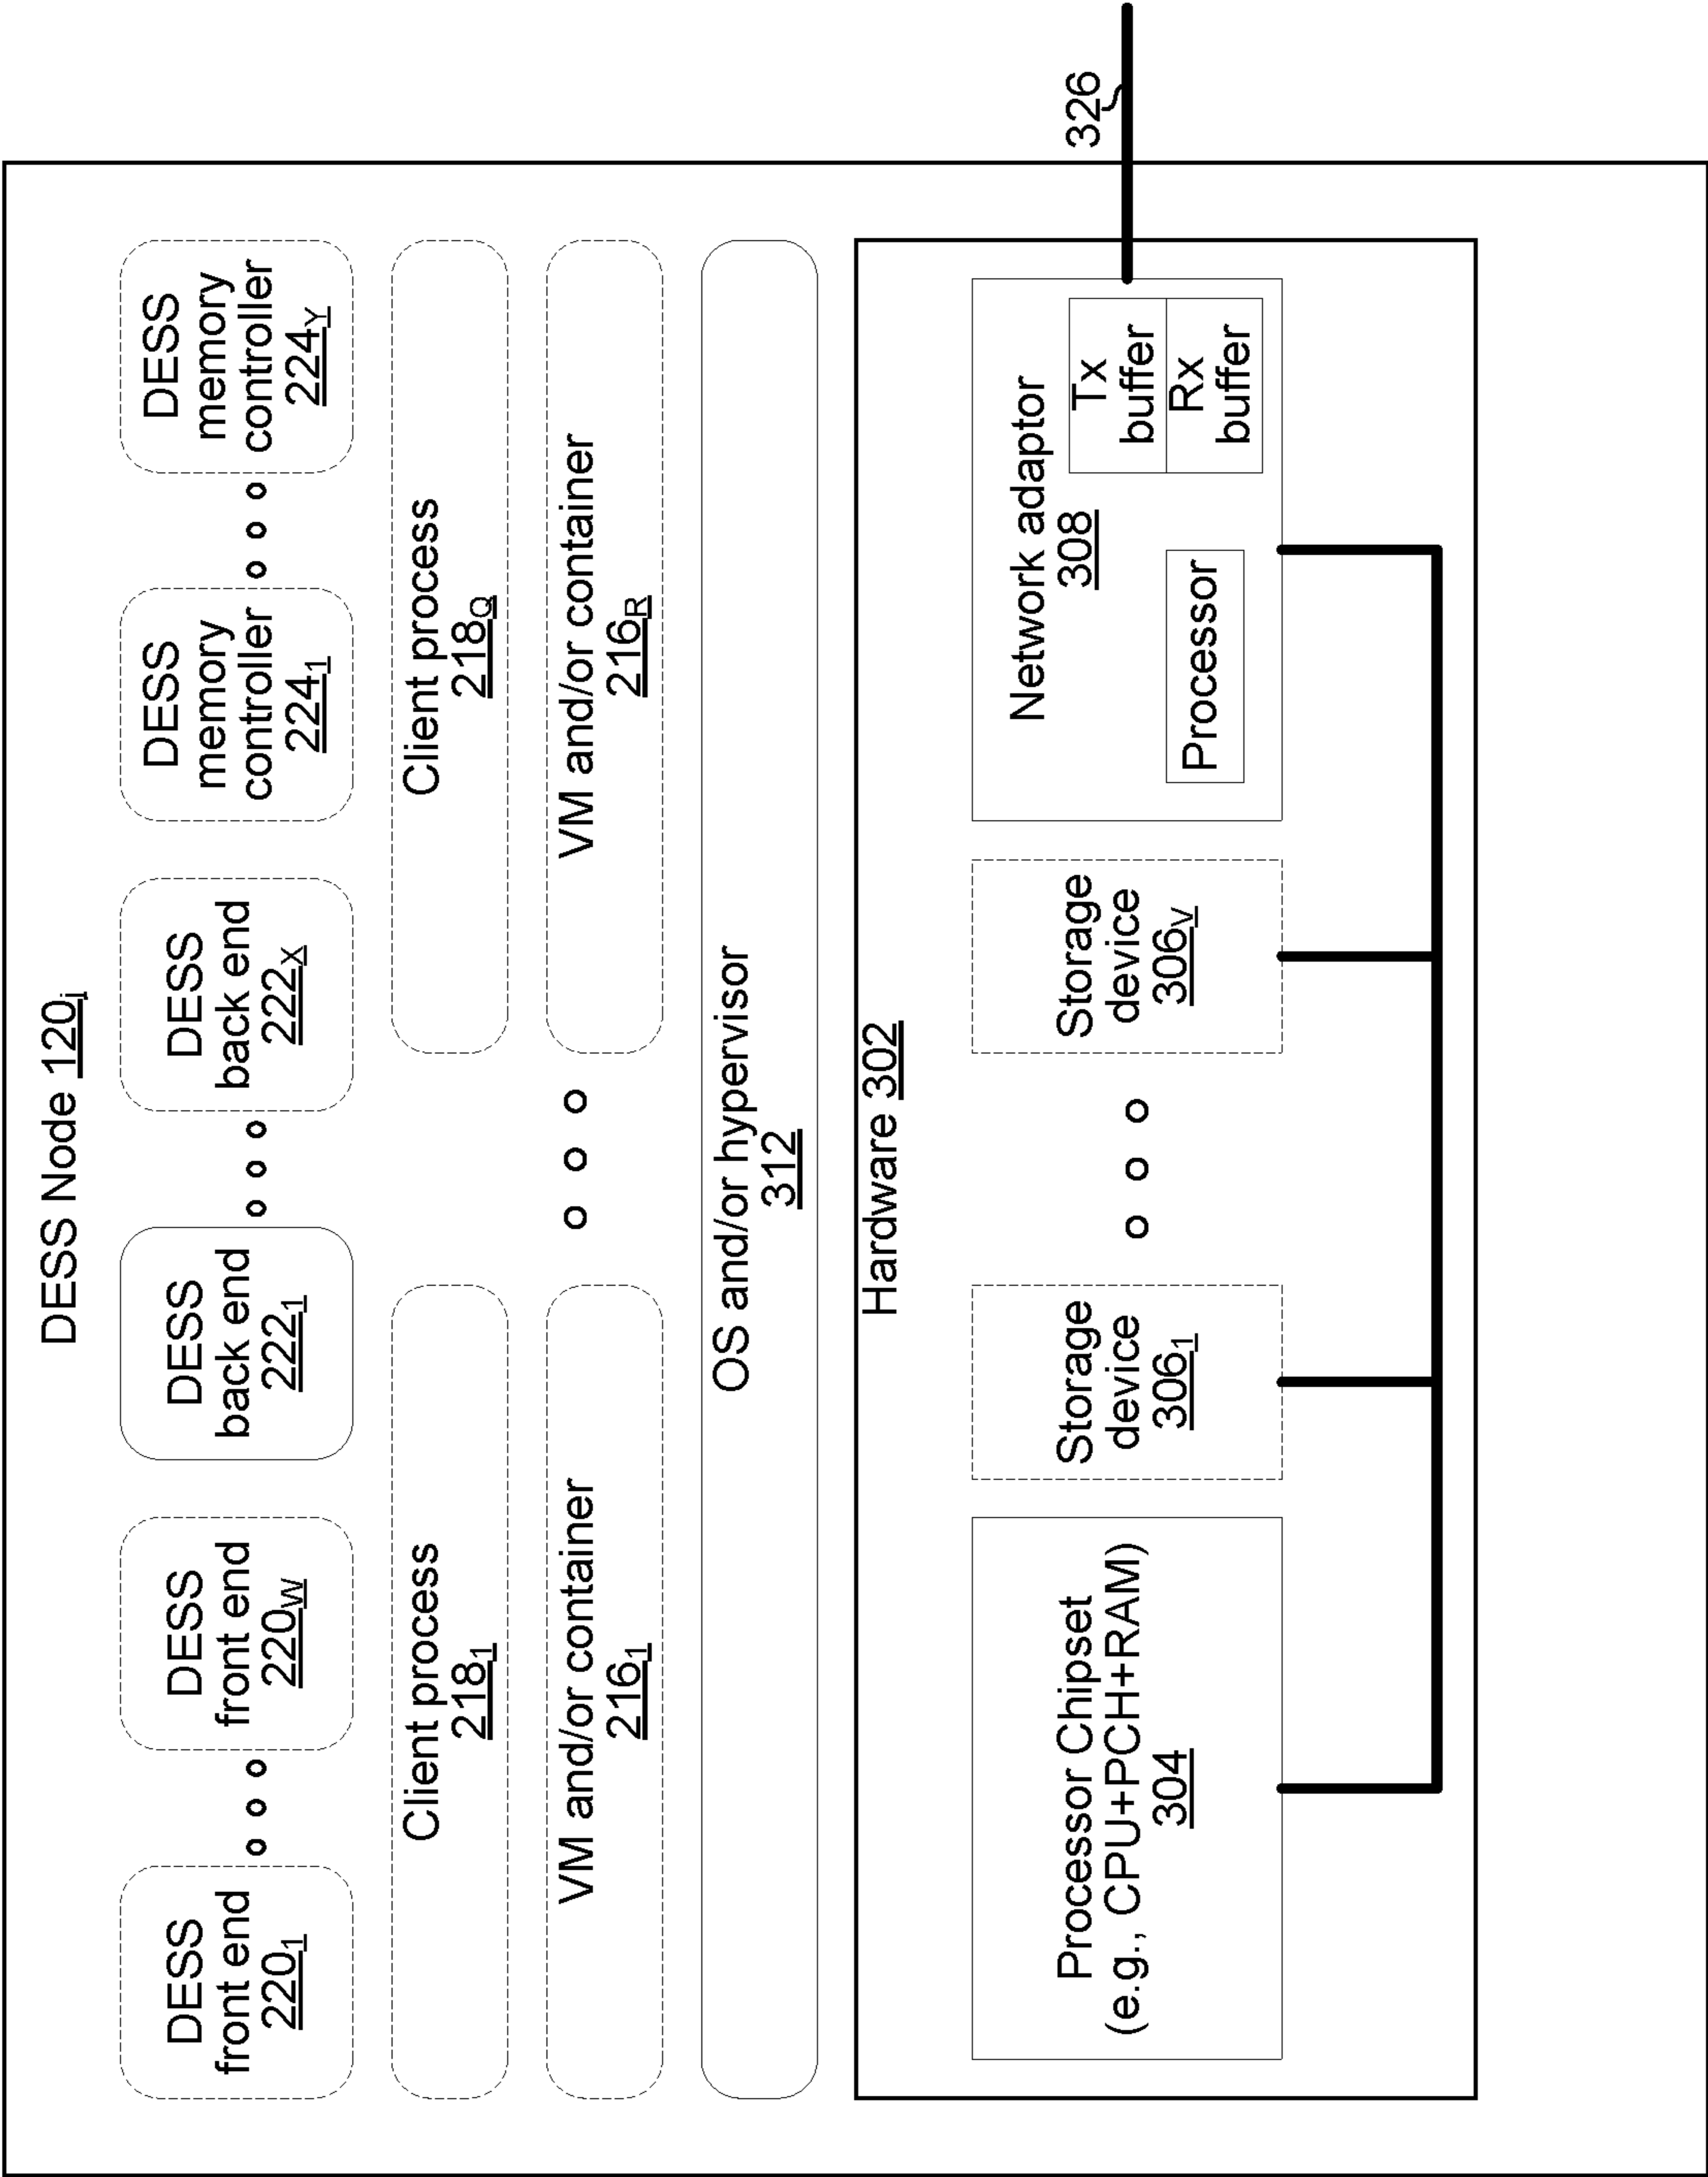 DESS Node 120j
DESS
front end
220₁
DESS
front end
220W
DESS
back end
222₁
DESS
back end
222X
DESS
memory
controller
224₁
DESS
memory
controller
224Y
Client process
218₁
Client process
218Q
VM and/or container
216₁
VM and/or container
216R
OS and/or hypervisor
312
Hardware 302
Processor Chipset
(e.g., CPU+PCH+RAM)
304
Storage
device
306₁
Storage
device
306V
Network adaptor
308
Processor
Tx
buffer
Rx
buffer
326